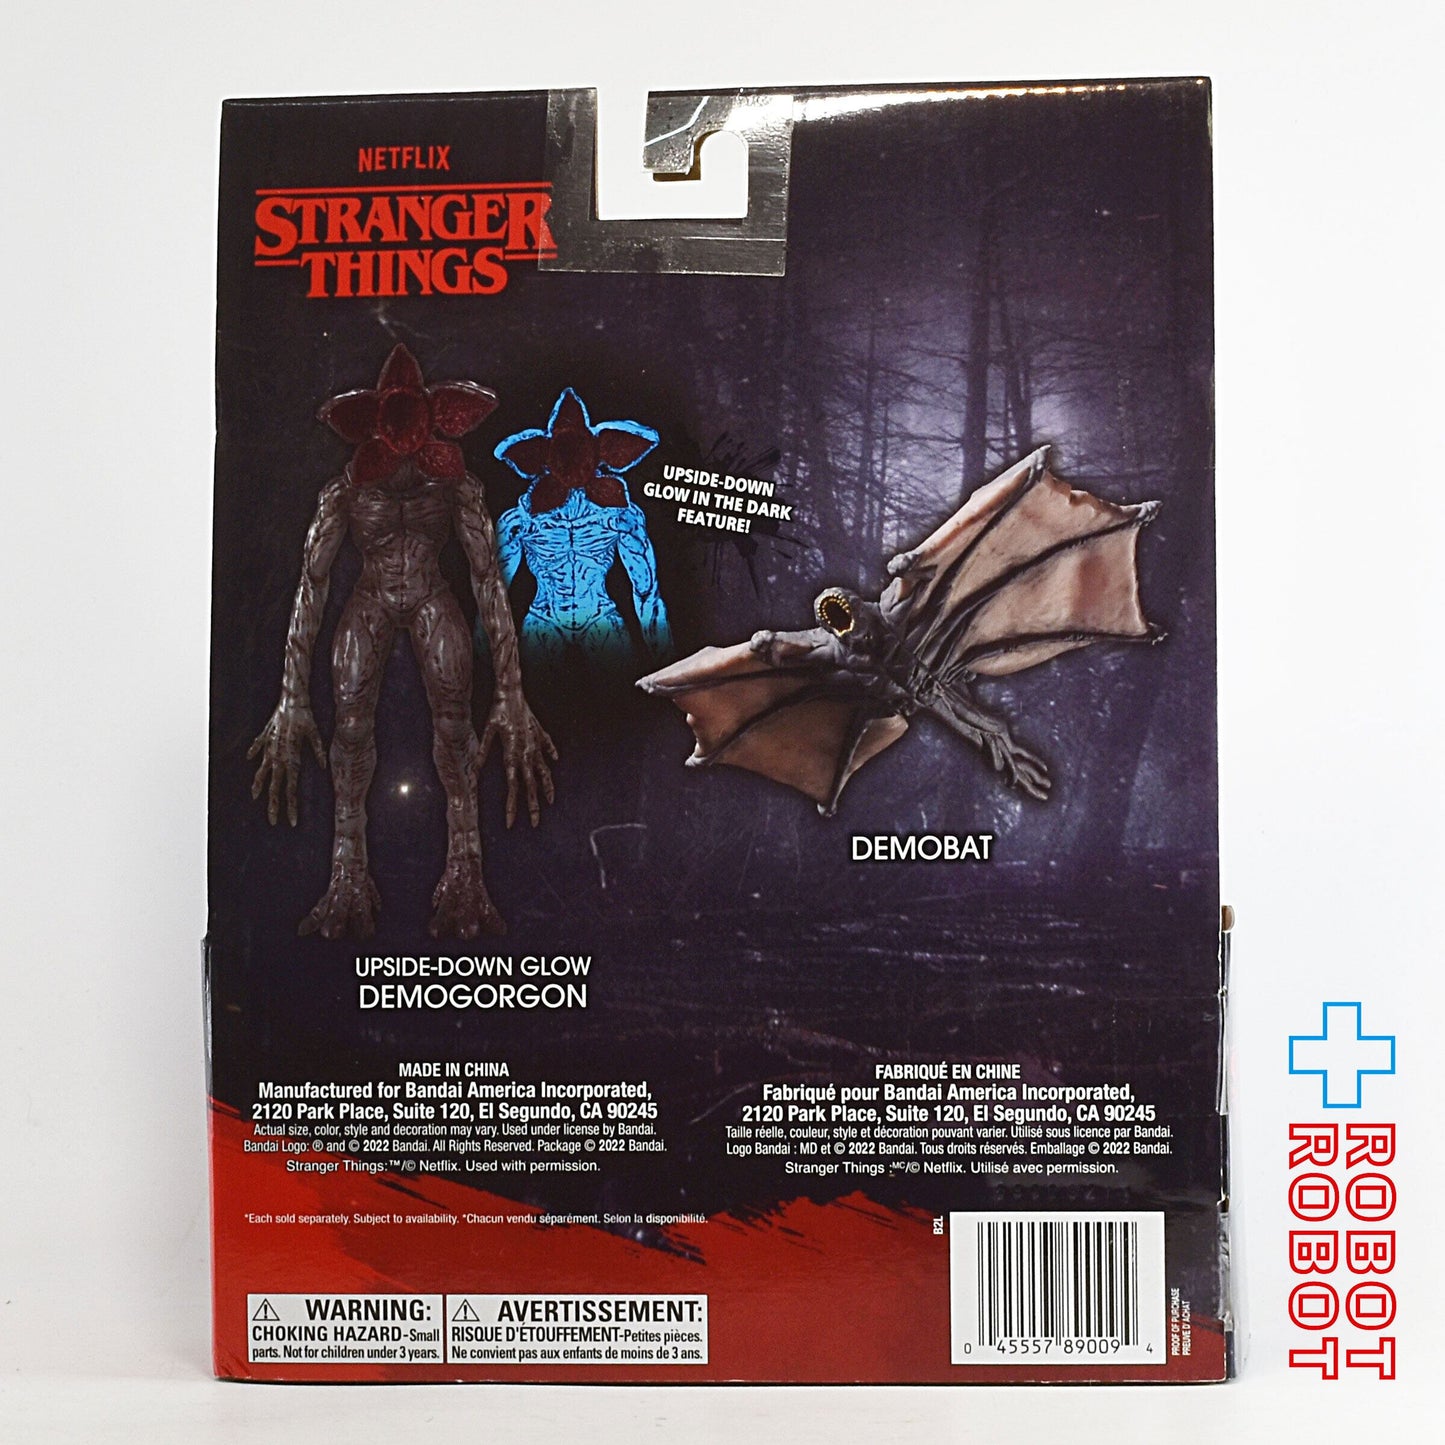 NETFLIX
STRANGER
THINGS
UPSIDE-DOWN
GLOW IN THE DARK
FEATURE!
DEMOBAT
UPSIDE-DOWN GLOW
DEMOGORGON
MADE IN CHINA
Manufactured for Bandai America Incorporated,
2120 Park Place, Suite 120, El Segundo, CA 90245
Actual size, color, style and decoration may vary. Used under license by Bandai.
Bandai Logo: ® and © 2022 Bandai. All Rights Reserved. Package © 2022 Bandai.
Stranger Things:™/© Netflix. Used with permission.
FABRIQUÉ EN CHINE
Fabriqué pour Bandai America Incorporated,
2120 Park Place, Suite 120, El Segundo, CA 90245
Taille réelle, couleur, style et décoration pouvant varier. Utilisé sous licence par Bandai.
Logo Bandai : MD et © 2022 Bandai. Tous droits réservés. Emballage © 2022 Bandai.
Stranger Things :MC/© Netflix. Utilisé avec permission.
*Each sold separately. Subject to availability. *Chacun vendu séparément. Selon la disponibilité.
WARNING:
CHOKING HAZARD-Small
parts. Not for children under 3 years.
AVERTISSEMENT:
RISQUE D'ÉTOUFFEMENT-Petites pièces.
Ne convient pas aux enfants de moins de 3 ans.
B2L
0 45557 89009 4
PROOF OF PURCHASE
PREUVE D'ACHAT
ROBOT
ROBOT